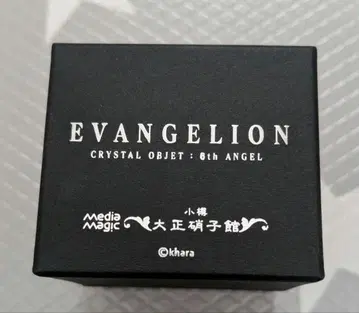 EVANGELION
CRYSTAL OBJET : 6th ANGEL
media magic
小樽
大正硝子館
©khara